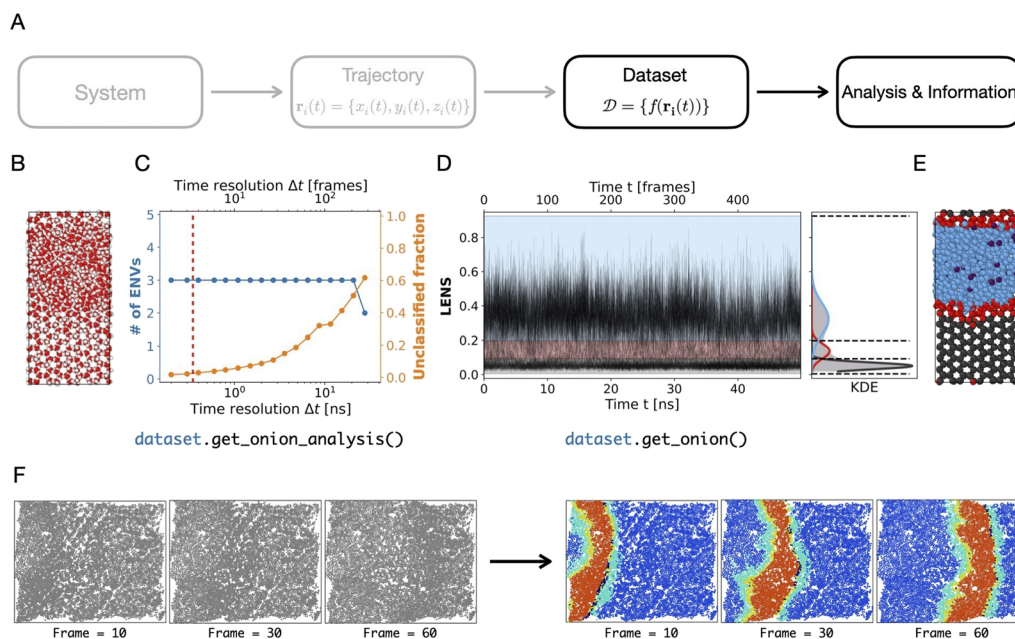 A
System
Trajectory
r_i(t) = {x_i(t), y_i(t), z_i(t)}
Dataset
𝒟 = {f(r_i(t))}
Analysis & Information
B
C
D
E
Time resolution Δt [frames]
10^1 10^2
# of ENVs
5
4
3
2
1
0
Unclassified fraction
1.0
0.8
0.6
0.4
0.2
0.0
10^0 10^1
Time resolution Δt [ns]
dataset.get_onion_analysis()
Time t [frames]
0 100 200 300 400
LENS
0.8
0.6
0.4
0.2
0.0
0 10 20 30 40
Time t [ns]
KDE
dataset.get_onion()
F
Frame = 10
Frame = 30
Frame = 60
Frame = 10
Frame = 30
Frame = 60